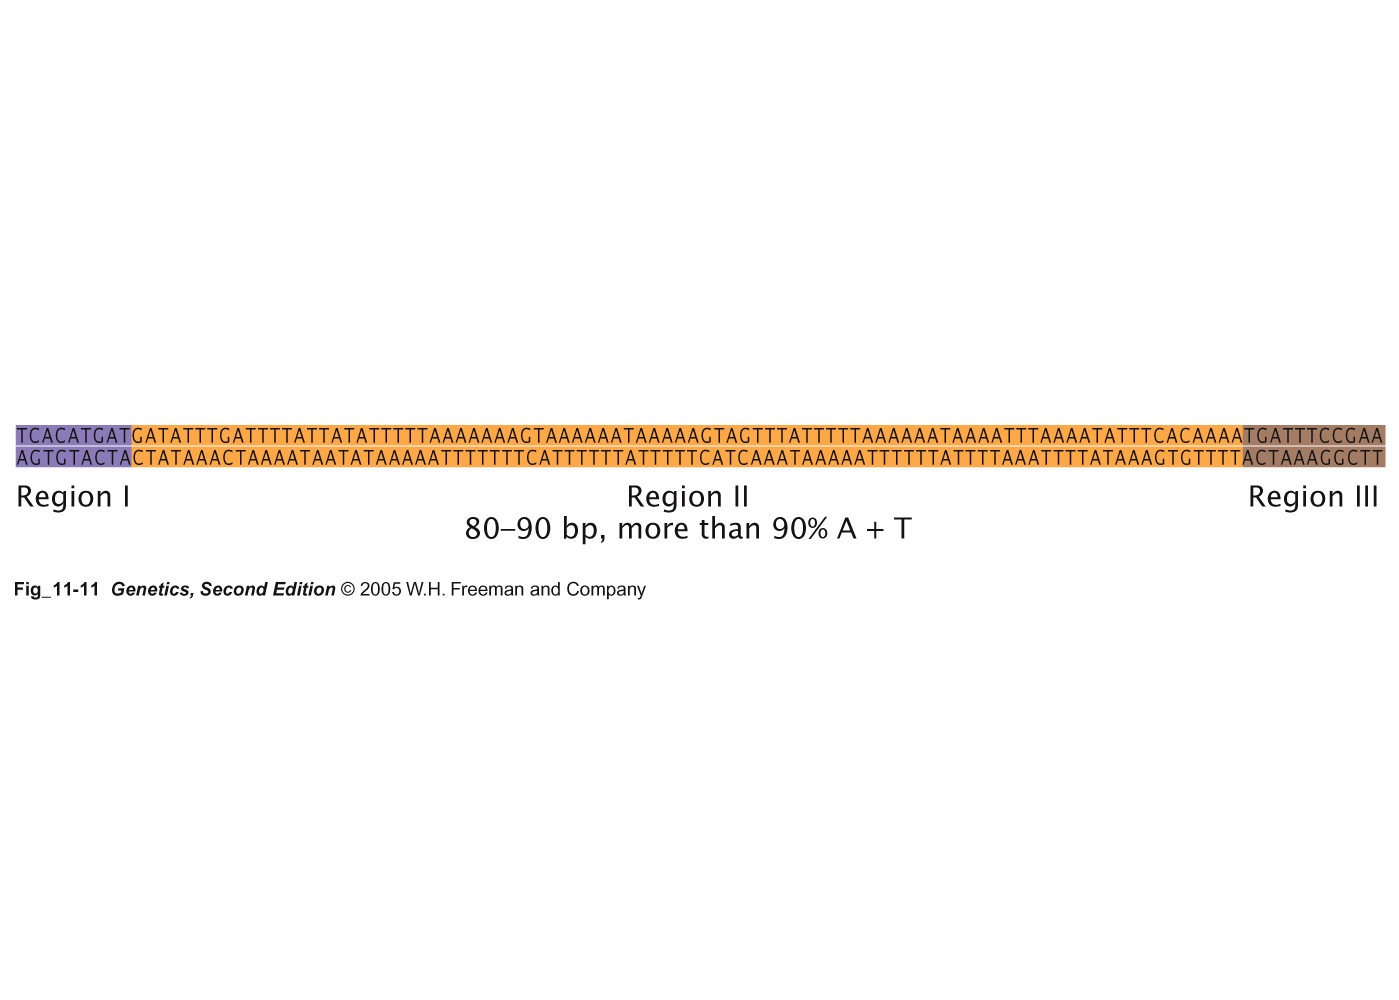 TCACATGATGATATTTGATTTTATTATATTTTTAAAAAAAGTAAAAAATAAAAAGTAGTTTATTTTTAAAAAATAAAATTTAAAATATTTCACAAAATGATTTCCGAA
AGTGTACTACTATAAACTAAAATAATATAAAAATTTTTTTCATTTTTTATTTTTCATCAAATAAAAATTTTTTATTTTAAATTTTATAAAGTGTTTTACTAAAGGCTT
Region I Region II Region III
80–90 bp, more than 90% A + T
Fig_11-11 Genetics, Second Edition © 2005 W.H. Freeman and Company